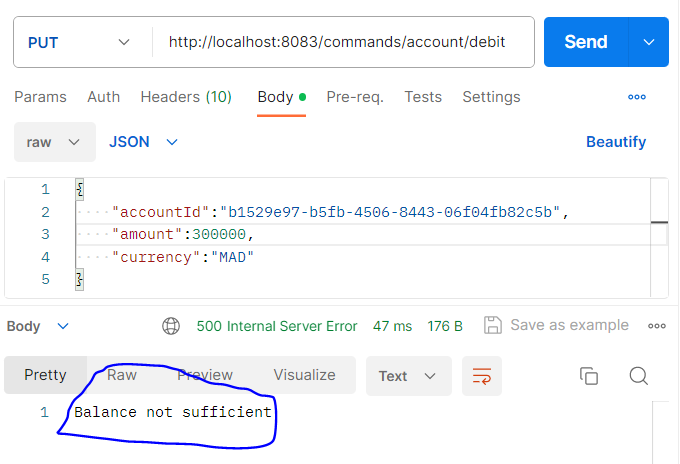 PUT http://localhost:8083/commands/account/debit Send
Params Auth Headers (10) Body Pre-req. Tests Settings
raw JSON Beautify
1 {
2 "accountId":"b1529e97-b5fb-4506-8443-06f04fb82c5b",
3 "amount":300000,
4 "currency":"MAD"
5 }
Body 500 Internal Server Error 47 ms 176 B Save as example
Pretty Raw Preview Visualize Text
1 Balance not sufficient